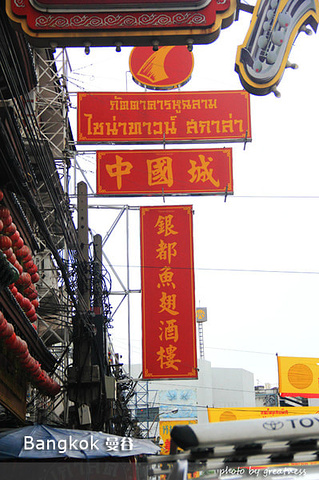 ภัตตาคารหูฉลาม
ไชน่าทาวน์ สกาล่า
中國城
銀都魚翅酒樓
TOYO
Bangkok 曼谷
photo by greatness